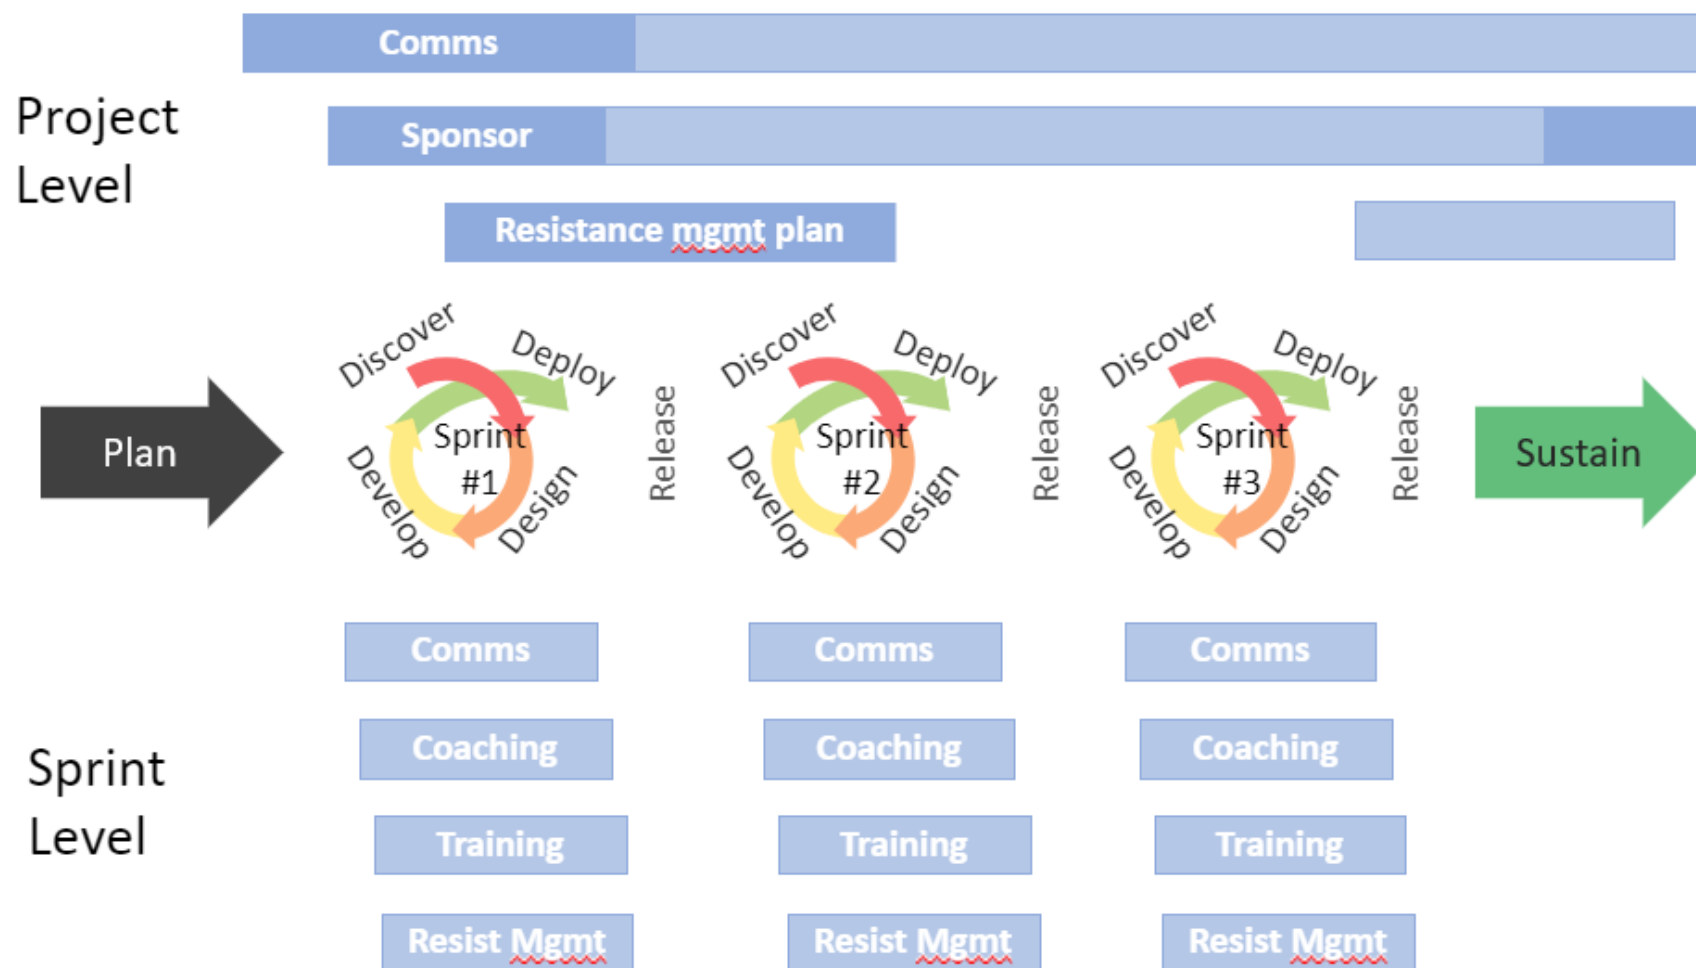 Comms
Project
Level
Sponsor
Resistance mgmt plan
Plan
Discover
Deploy
Sprint
#1
Develop
Design
Release
Discover
Deploy
Sprint
#2
Develop
Design
Release
Discover
Deploy
Sprint
#3
Develop
Design
Release
Sustain
Sprint
Level
Comms
Comms
Comms
Coaching
Coaching
Coaching
Training
Training
Training
Resist Mgmt
Resist Mgmt
Resist Mgmt